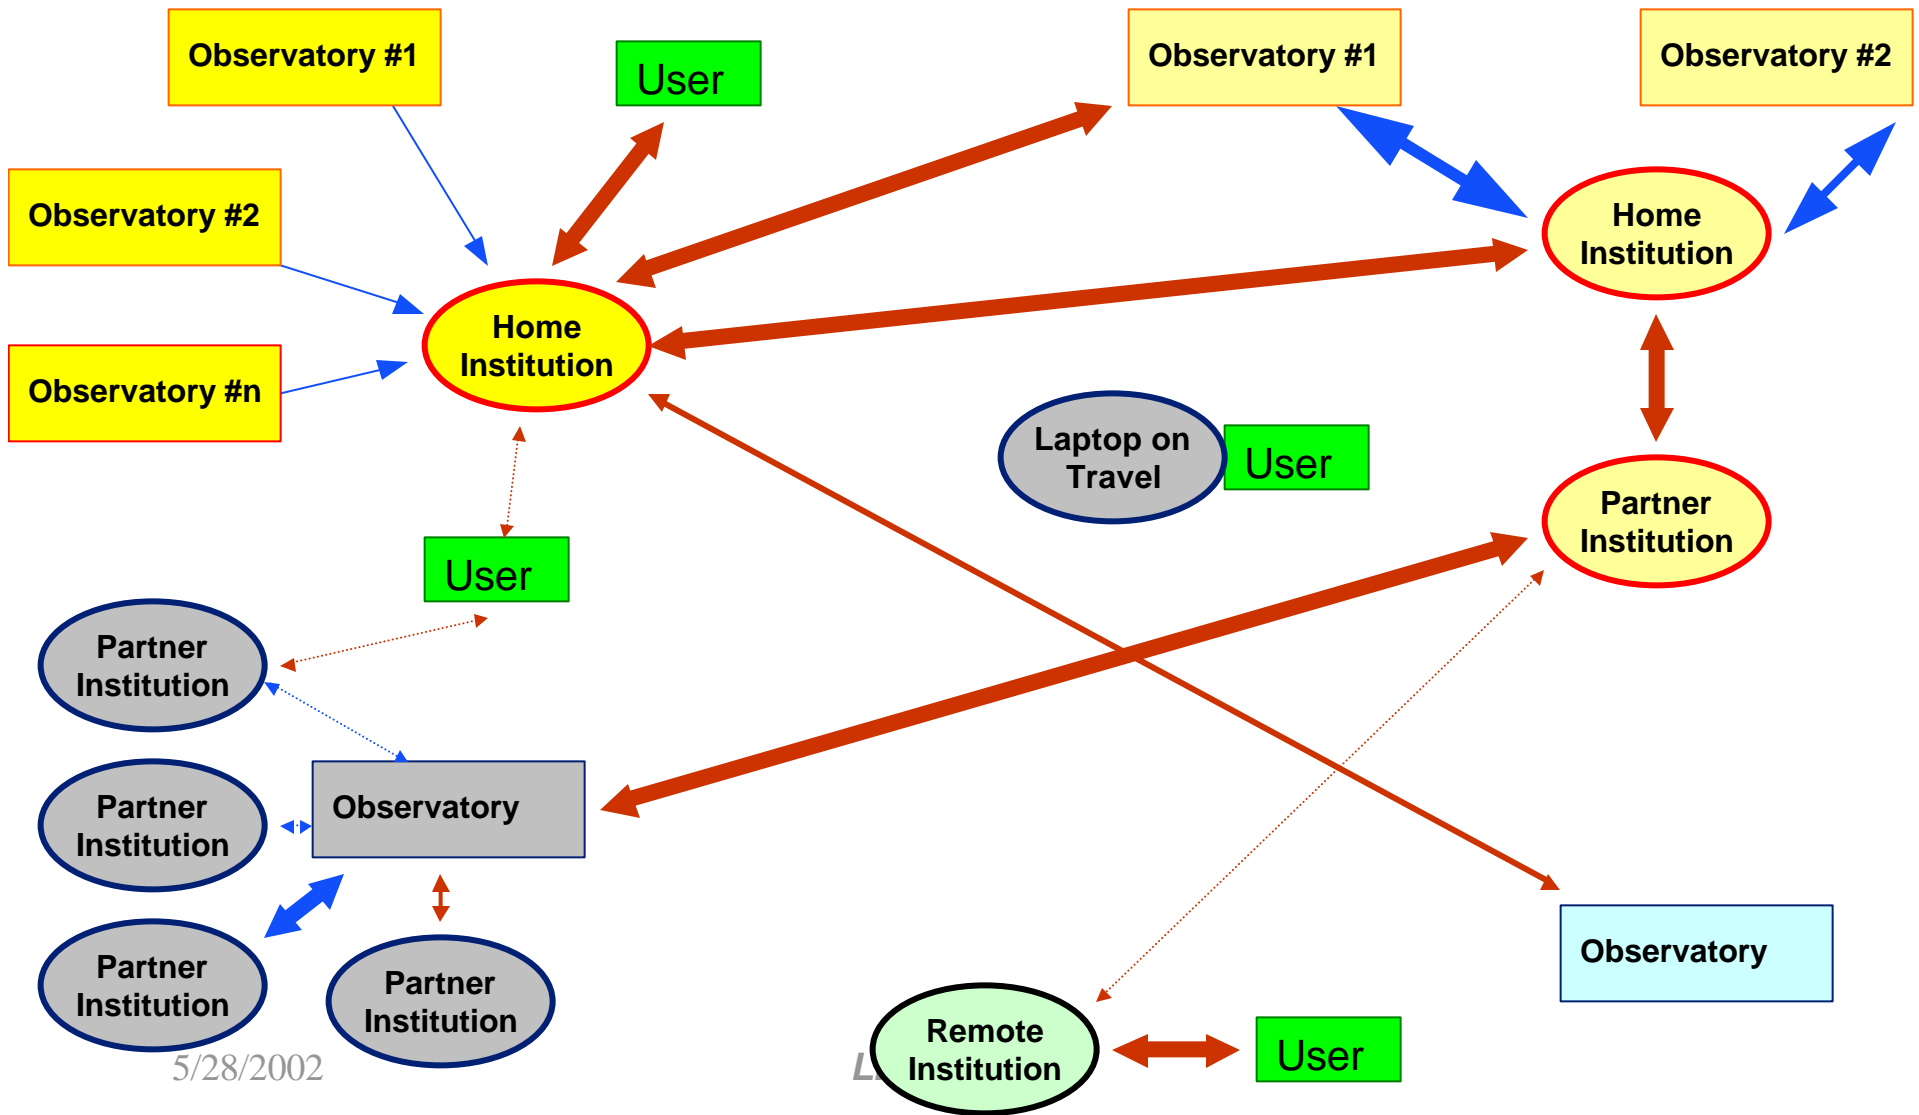 Observatory #1
User
Observatory #1
Observatory #2
Observatory #2
Home
Institution
Home
Institution
Observatory #n
Laptop on
Travel
User
Partner
Institution
User
Partner
Institution
Partner
Institution
Observatory
Partner
Institution
Partner
Institution
Observatory
Remote
Institution
User
5/28/2002